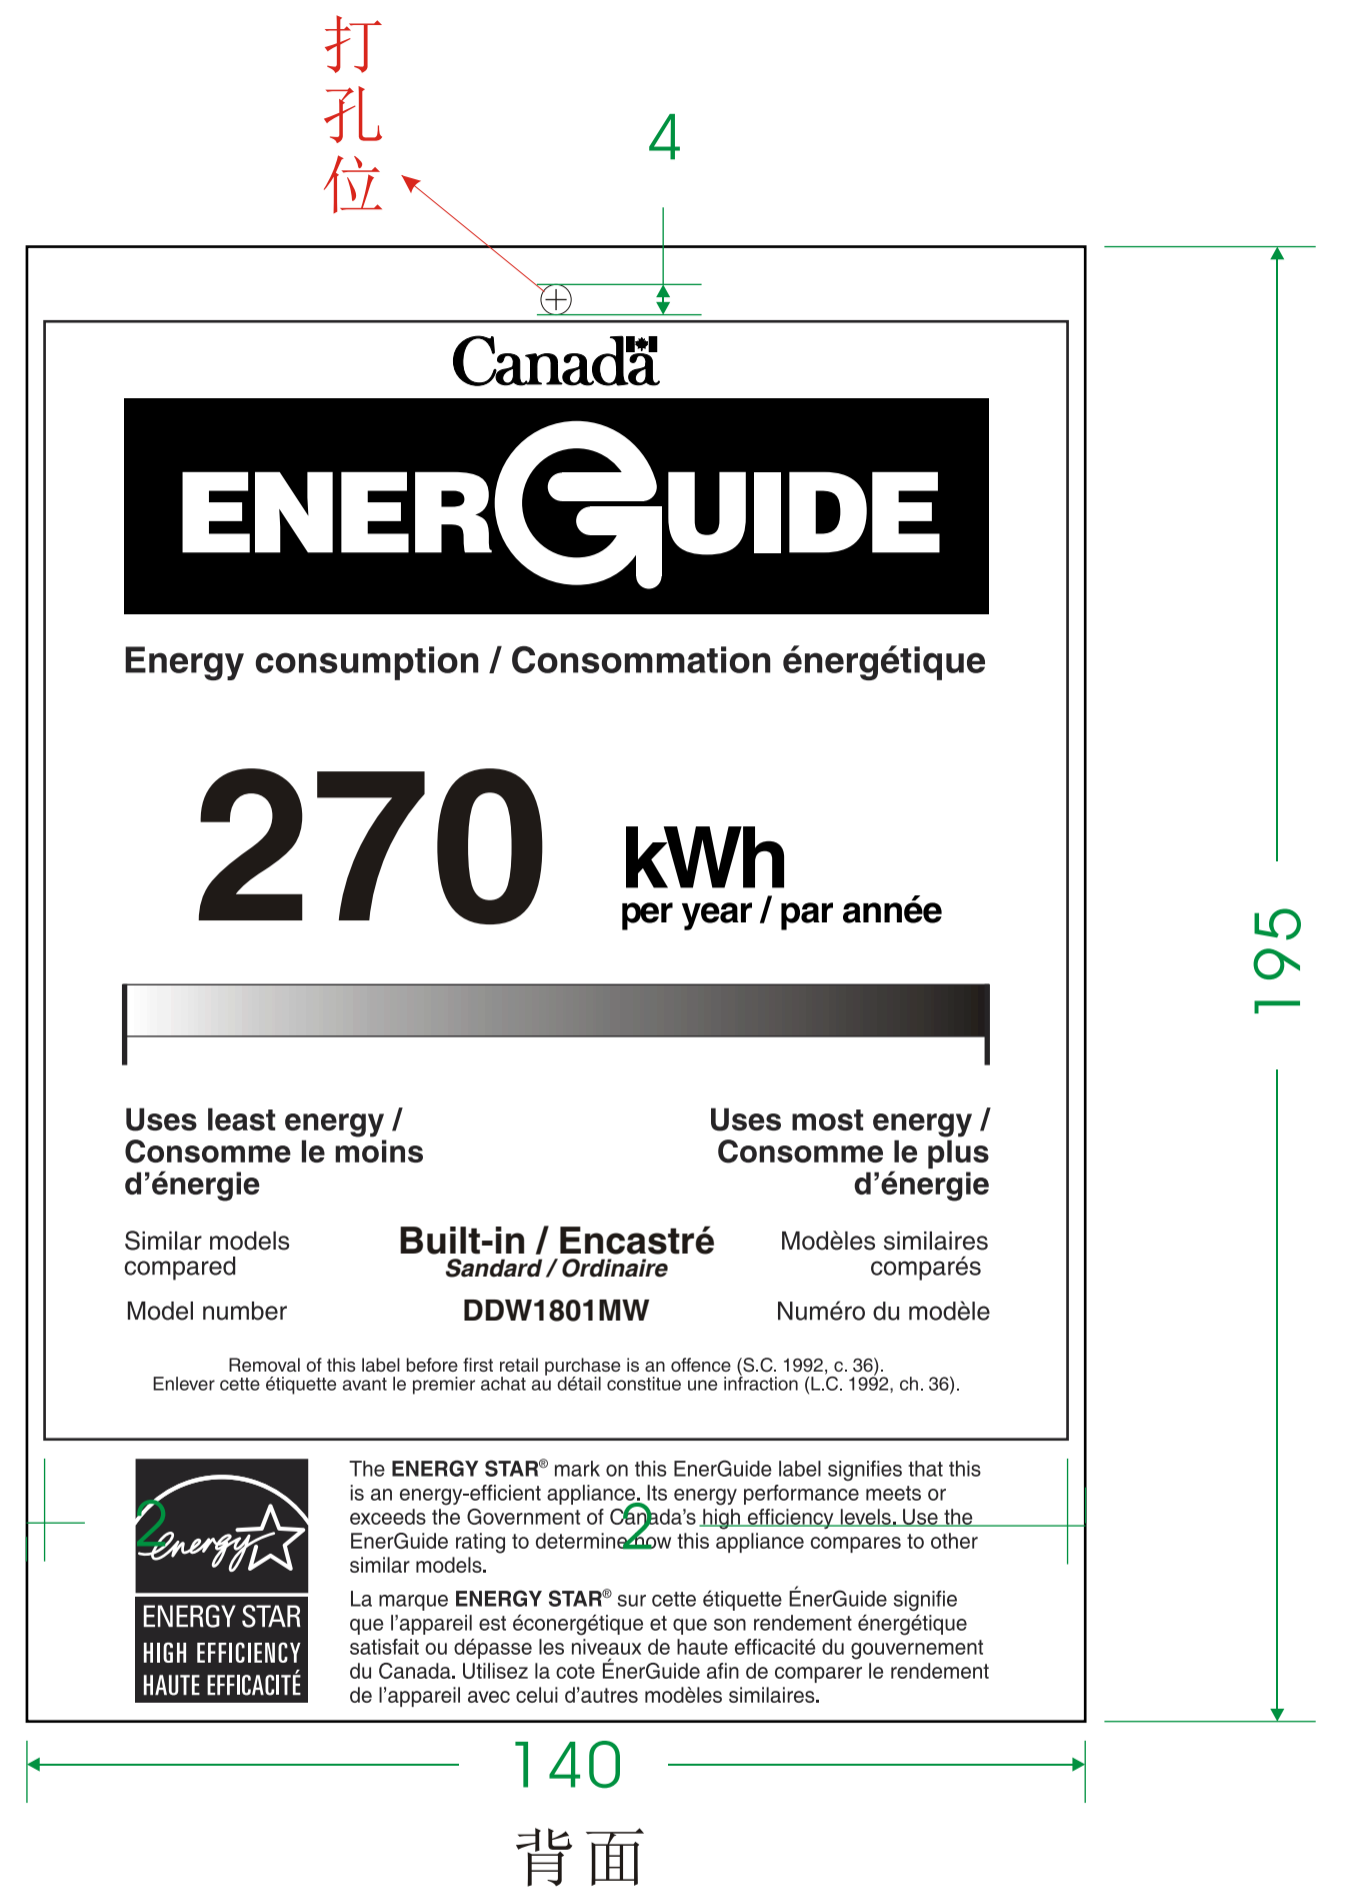 打孔位
4
Canada
ENERGUIDE
Energy consumption / Consommation énergétique
270
kWh
per year / par année
195
Uses least energy /
Consomme le moins
d'énergie
Uses most energy /
Consomme le plus
d'énergie
Similar models
compared
Built-in / Encastré
Sandard / Ordinaire
Modèles similaires
comparés
Model number
DDW1801MW
Numéro du modèle
Removal of this label before first retail purchase is an offence (S.C. 1992, c. 36).
Enlever cette étiquette avant le premier achat au détail constitue une infraction (L.C. 1992, ch. 36).
2
energy
ENERGY STAR
HIGH EFFICIENCY
HAUTE EFFICACITÉ
The ENERGY STAR® mark on this EnerGuide label signifies that this
is an energy-efficient appliance. Its energy performance meets or
exceeds the Government of Canada's high efficiency levels. Use the
EnerGuide rating to determine how this appliance compares to other
similar models.
2
La marque ENERGY STAR® sur cette étiquette ÉnerGuide signifie
que l'appareil est éconergétique et que son rendement énergétique
satisfait ou dépasse les niveaux de haute efficacité du gouvernement
du Canada. Utilisez la cote ÉnerGuide afin de comparer le rendement
de l'appareil avec celui d'autres modèles similaires.
140
背面